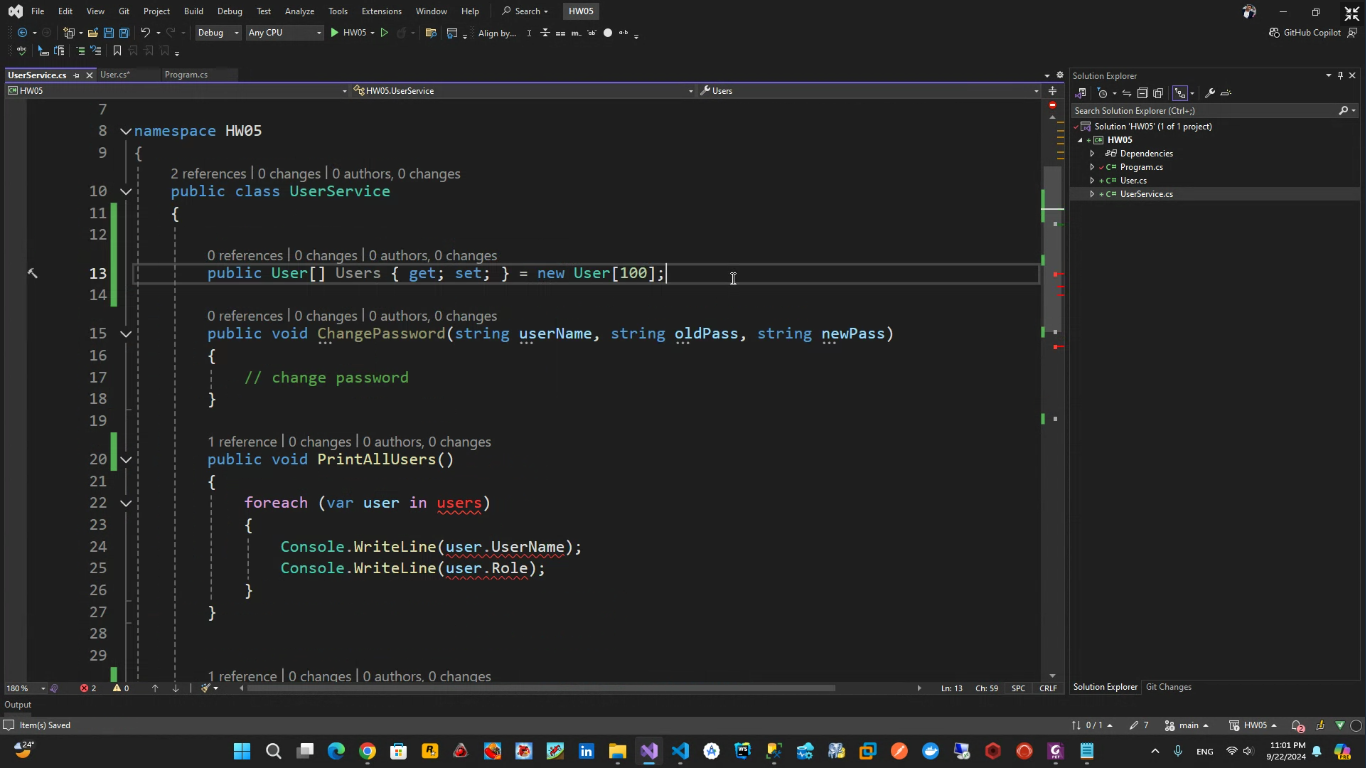 File Edit View Git Project Build Debug Test Analyze Tools Extensions Window Help Search HW05
Debug Any CPU HW05 Align by... GitHub Copilot
UserService.cs User.cs* Program.cs
HW05 HW05.UserService Users
7
8 namespace HW05
9 {
2 references | 0 changes | 0 authors, 0 changes
10 public class UserService
11 {
12
0 references | 0 changes | 0 authors, 0 changes
13 public User[] Users { get; set; } = new User[100];
14
0 references | 0 changes | 0 authors, 0 changes
15 public void ChangePassword(string userName, string oldPass, string newPass)
16 {
17 // change password
18 }
19
1 reference | 0 changes | 0 authors, 0 changes
20 public void PrintAllUsers()
21 {
22 foreach (var user in users)
23 {
24 Console.WriteLine(user.UserName);
25 Console.WriteLine(user.Role);
26 }
27 }
28
29
1 reference | 0 changes | 0 authors, 0 changes
180 % 2 0 Ln: 13 Ch: 59 SPC CRLF
Output
Solution Explorer
Search Solution Explorer (Ctrl+;)
Solution 'HW05' (1 of 1 project)
HW05
Dependencies
Program.cs
User.cs
UserService.cs
Solution Explorer Git Changes
Item(s) Saved 0 / 1 7 main HW05 2
24° ENG 11:01 PM
9/22/2024